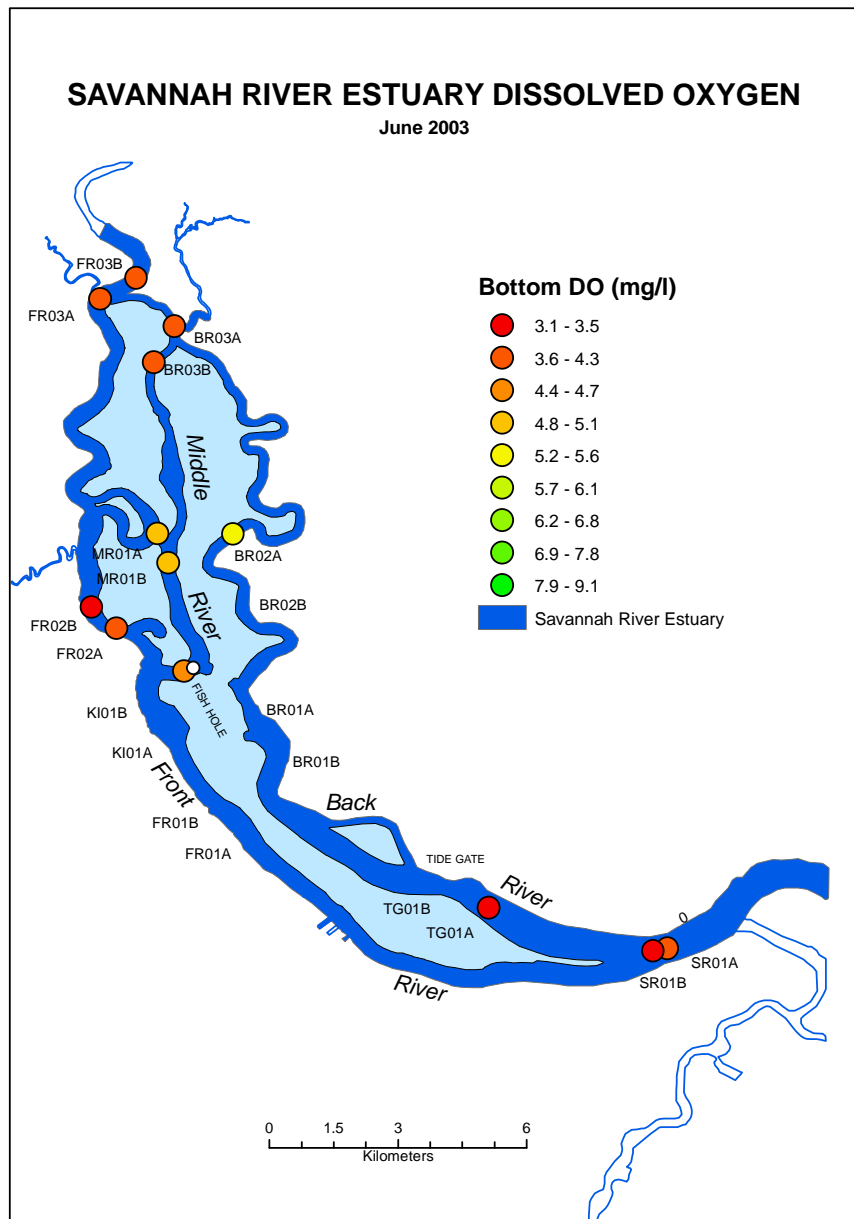 SAVANNAH RIVER ESTUARY DISSOLVED OXYGEN
June 2003
FR03B
FR03A
BR03A
BR03B
Bottom DO (mg/l)
3.1 - 3.5
3.6 - 4.3
4.4 - 4.7
4.8 - 5.1
5.2 - 5.6
5.7 - 6.1
6.2 - 6.8
6.9 - 7.8
7.9 - 9.1
Savannah River Estuary
Middle
River
MR01A
MR01B
BR02A
BR02B
FR02B
FR02A
FISH HOLE
KI01B
KI01A
BR01A
BR01B
Front
River
FR01B
FR01A
Back
River
TIDE GATE
TG01B
TG01A
0
SR01A
SR01B
0 1.5 3 6
Kilometers